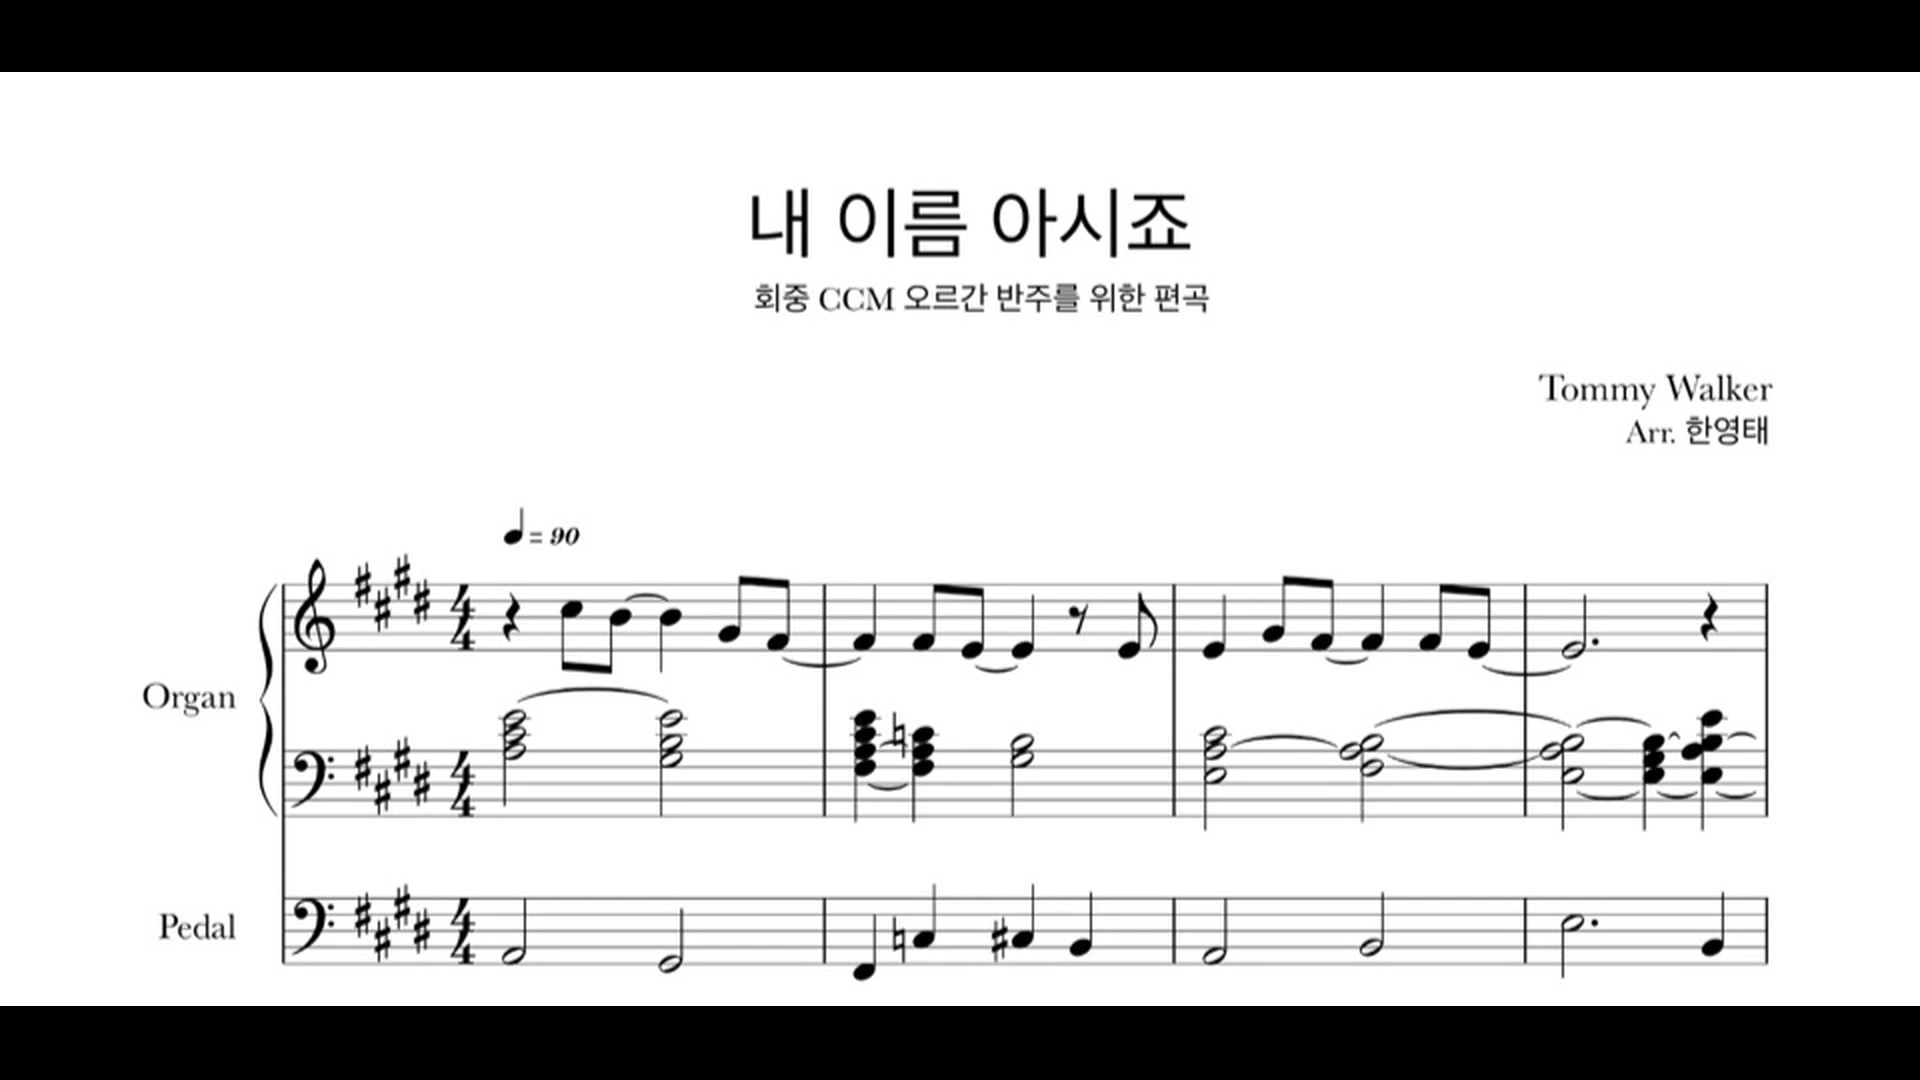 내 이름 아시죠
회중 CCM 오르간 반주를 위한 편곡
Tommy Walker
Arr. 한영태
♩ = 90
Organ
Pedal